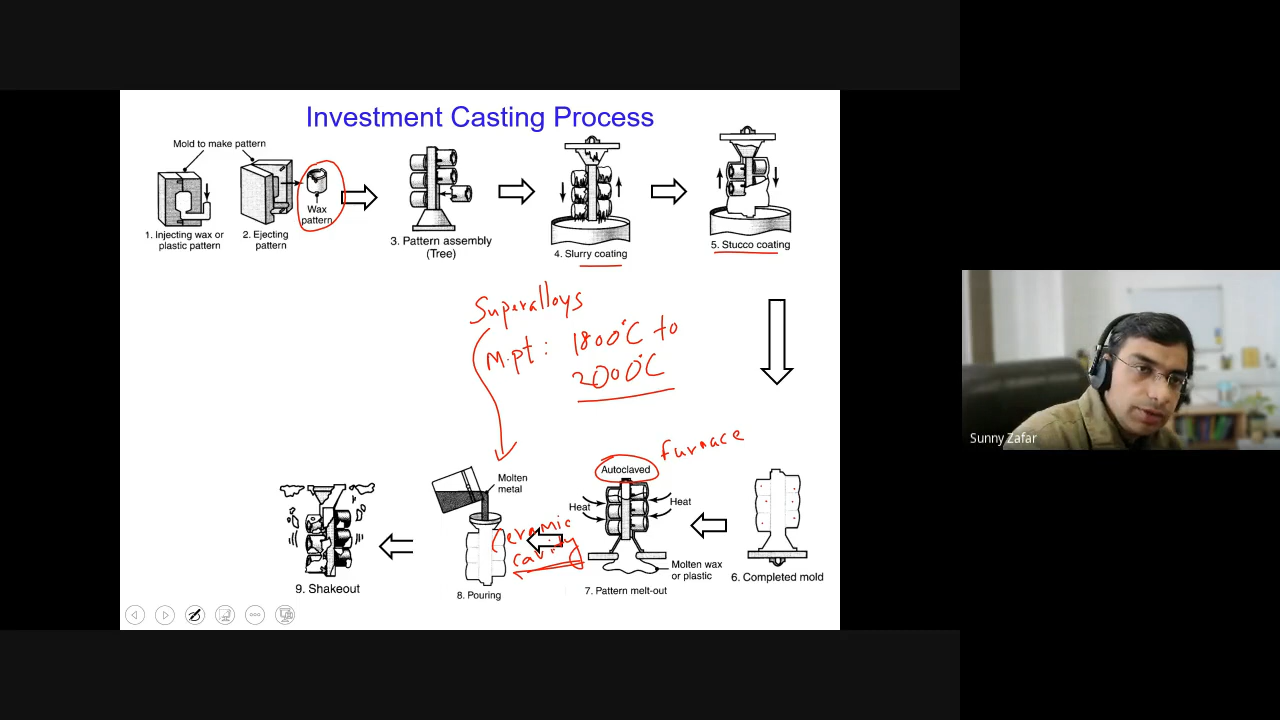 Investment Casting Process
Mold to make pattern
Wax
pattern
1. Injecting wax or
plastic pattern
2. Ejecting
pattern
3. Pattern assembly
(Tree)
4. Slurry coating
5. Stucco coating
Superalloys
M.pt: 1800°C to
2000°C
furnace
Autoclaved
Heat
Heat
Molten wax
or plastic
6. Completed mold
7. Pattern melt-out
Molten
metal
Ceramic
cavity
8. Pouring
9. Shakeout
Sunny Zafar